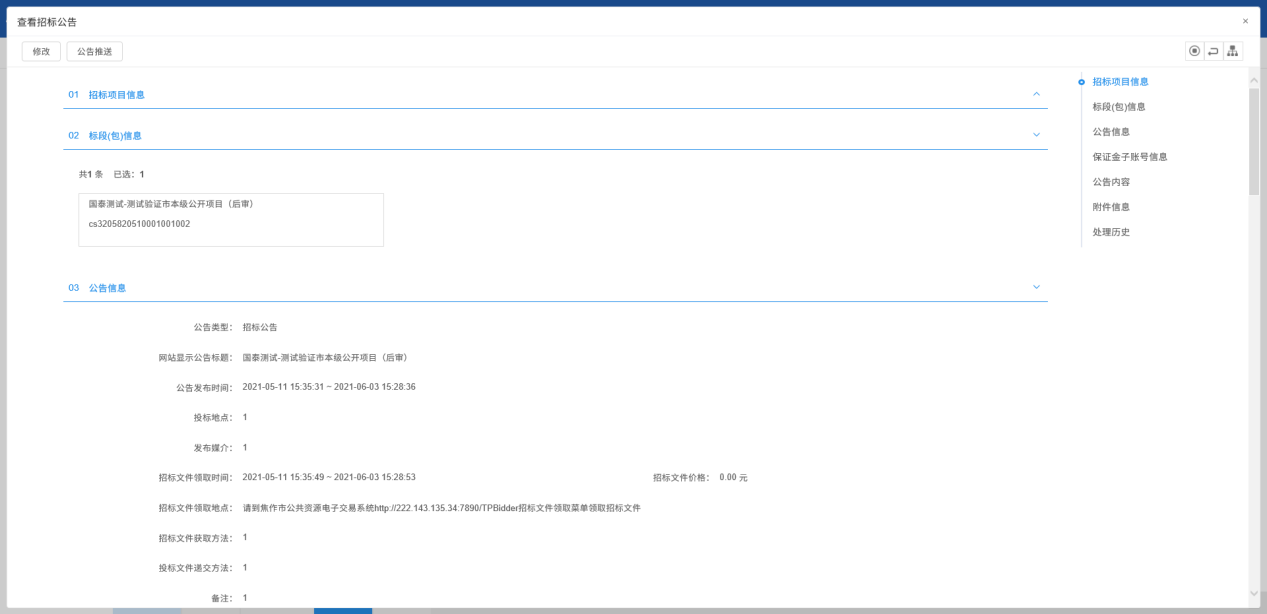 查看招标公告
×
修改 公告推送
01 招标项目信息
02 标段(包)信息
共1 条 已选：1
国泰测试-测试验证市本级公开项目（后审）
cs3205820510001001002
03 公告信息
公告类型： 招标公告
网站显示公告标题： 国泰测试-测试验证市本级公开项目（后审）
公告发布时间： 2021-05-11 15:35:31 ~ 2021-06-03 15:28:36
投标地点： 1
发布媒介： 1
招标文件领取时间： 2021-05-11 15:35:49 ~ 2021-06-03 15:28:53 招标文件价格： 0.00 元
招标文件领取地点： 请到焦作市公共资源电子交易系统http://222.143.135.34:7890/TPBidder招标文件领取菜单领取招标文件
招标文件获取方法： 1
投标文件递交方法： 1
备注： 1
招标项目信息
标段(包)信息
公告信息
保证金子账号信息
公告内容
附件信息
处理历史